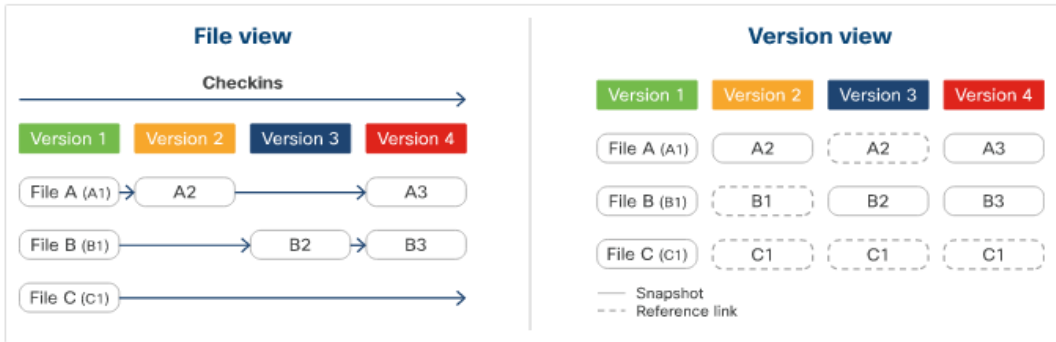 File view
Checkins
Version 1 Version 2 Version 3 Version 4
File A (A1) A2 A3
File B (B1) B2 B3
File C (C1)
Version view
Version 1 Version 2 Version 3 Version 4
File A (A1) A2 A2 A3
File B (B1) B1 B2 B3
File C (C1) C1 C1 C1
Snapshot
Reference link